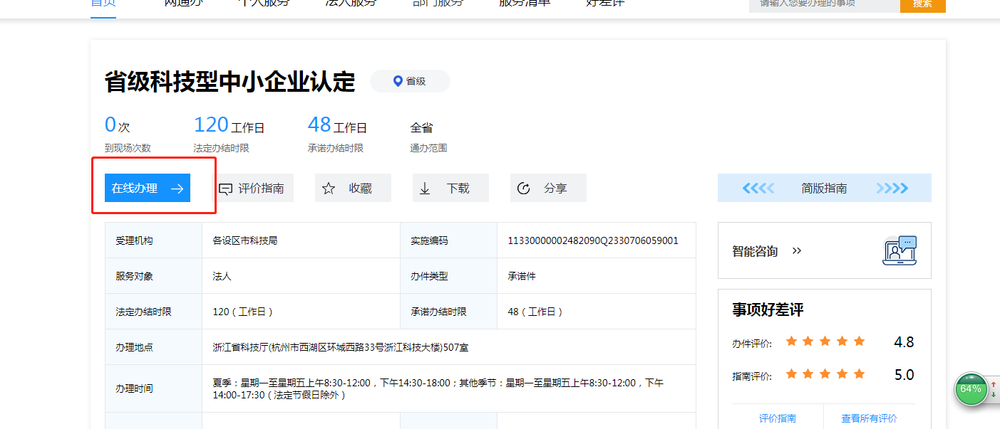 首页 网通办 个人服务 法人服务 部门服务 服务清单 好差评 请输入您要办理的事项 搜索
省级科技型中小企业认定 省级
0次 120工作日 48工作日 全省
到现场次数 法定办结时限 承诺办结时限 通办范围
在线办理 评价指南 收藏 下载 分享 简版指南
受理机构 各设区市科技局 实施编码 11330000002482090Q2330706059001
智能咨询
服务对象 法人 办件类型 承诺件
法定办结时限 120（工作日） 承诺办结时限 48（工作日）
事项好差评
办理地点 浙江省科技厅(杭州市西湖区环城西路33号浙江科技大楼)507室
办件评价: 4.8
办理时间 夏季：星期一至星期五上午8:30-12:00，下午14:30-18:00；其他季节：星期一至星期五上午8:30-12:00，下午
14:00-17:30（法定节假日除外）
指南评价: 5.0
64%
评价指南 查看所有评价